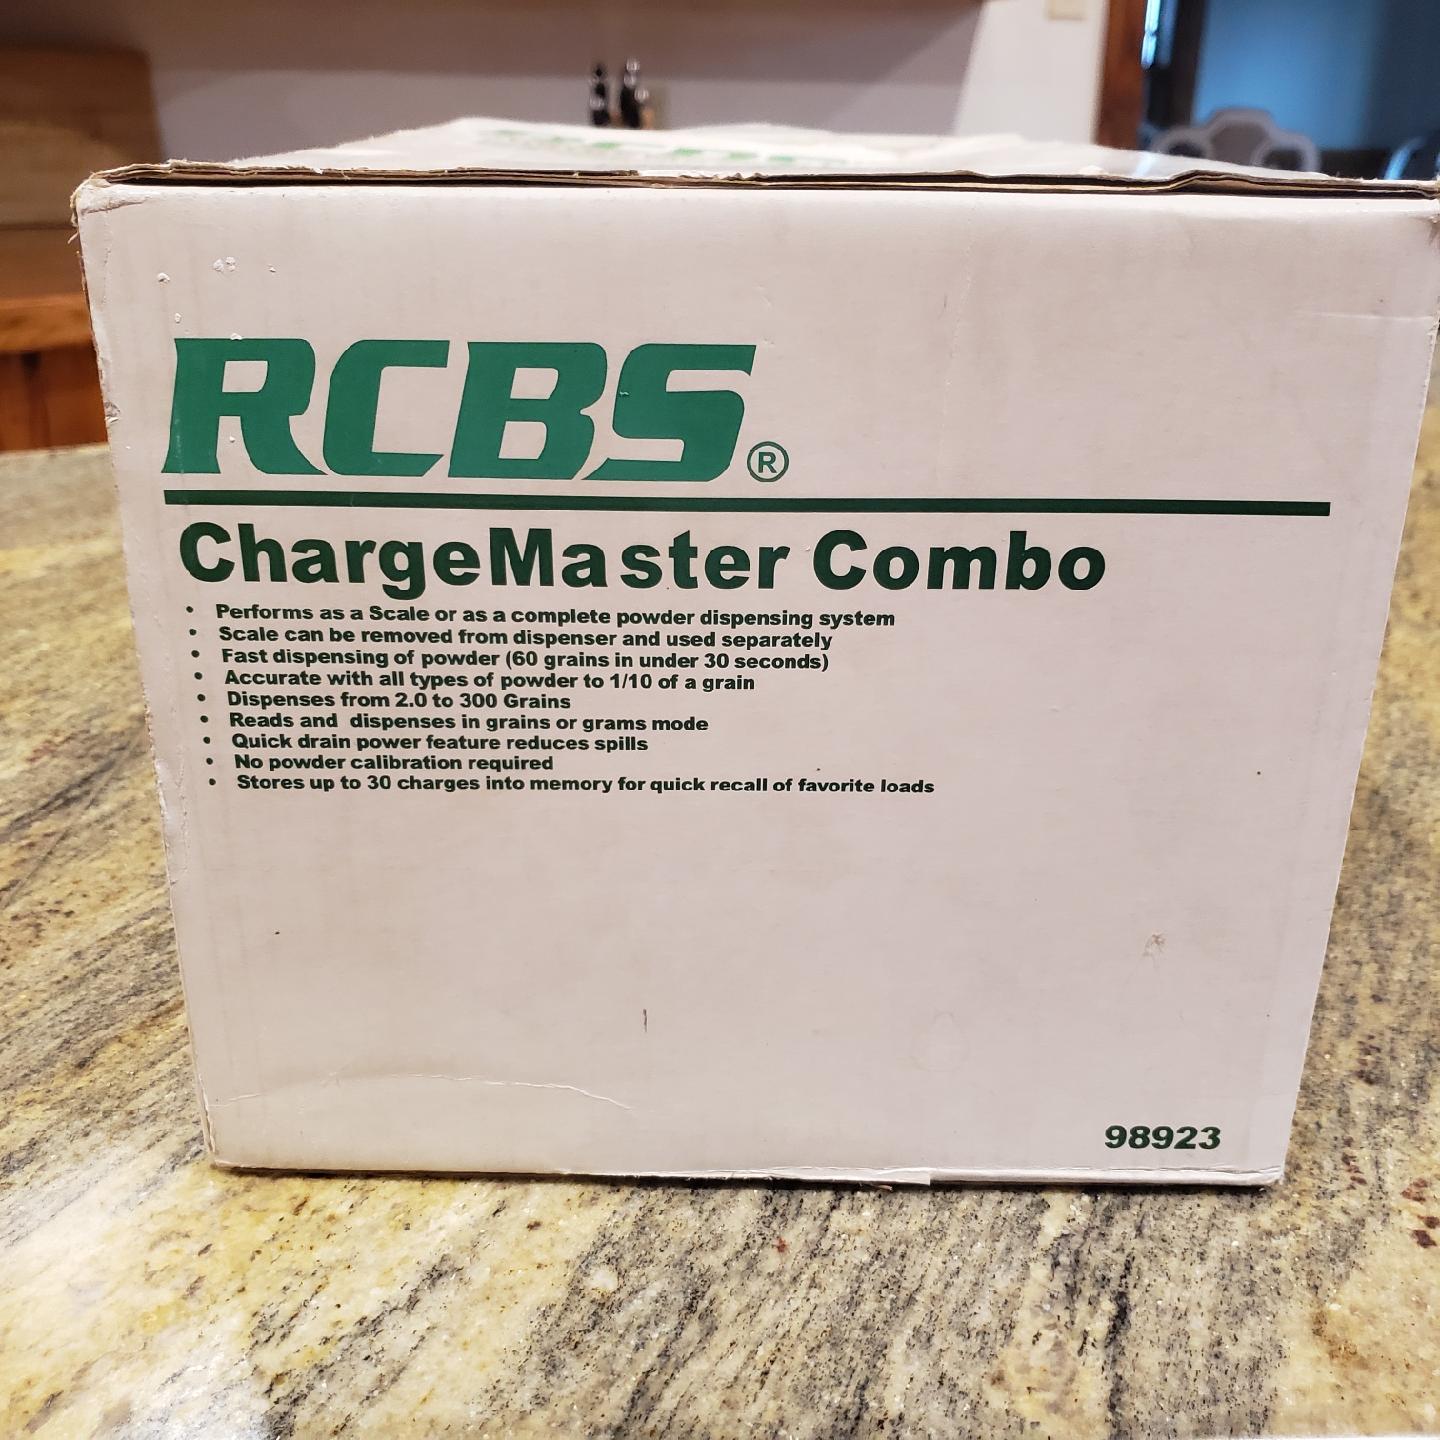 RCBS®
ChargeMaster Combo
• Performs as a Scale or as a complete powder dispensing system
• Scale can be removed from dispenser and used separately
• Fast dispensing of powder (60 grains in under 30 seconds)
• Accurate with all types of powder to 1/10 of a grain
• Dispenses from 2.0 to 300 Grains
• Reads and dispenses in grains or grams mode
• Quick drain power feature reduces spills
• No powder calibration required
• Stores up to 30 charges into memory for quick recall of favorite loads
98923